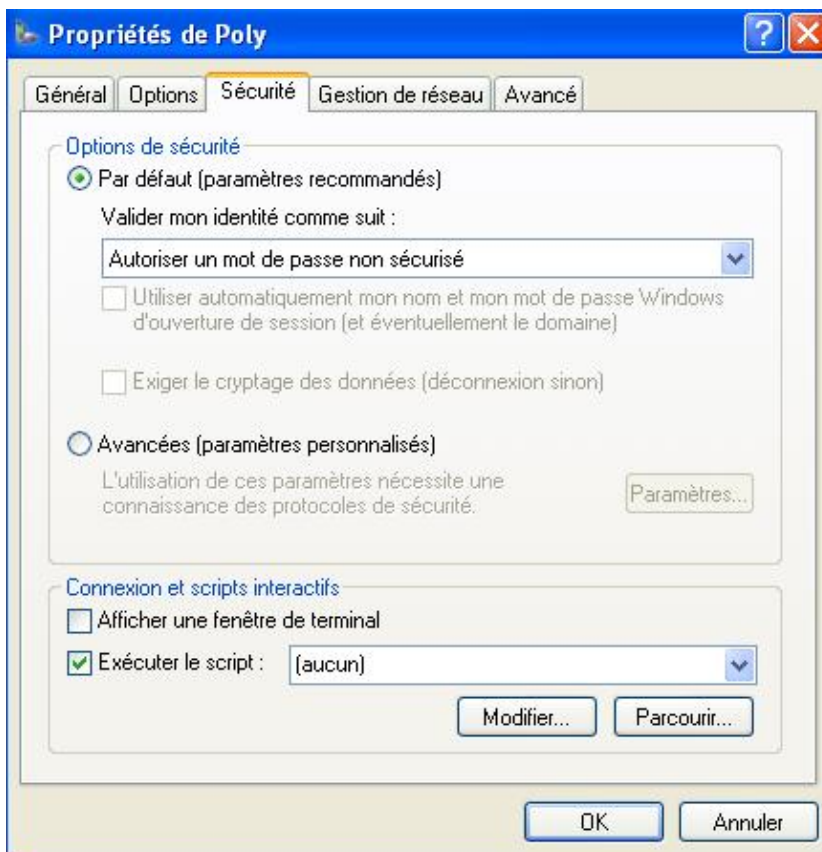 Propriétés de Poly
Général Options Sécurité Gestion de réseau Avancé
Options de sécurité
Par défaut (paramètres recommandés)
Valider mon identité comme suit :
Autoriser un mot de passe non sécurisé
Utiliser automatiquement mon nom et mon mot de passe Windows
d'ouverture de session (et éventuellement le domaine)
Exiger le cryptage des données (déconnexion sinon)
Avancées (paramètres personnalisés)
L'utilisation de ces paramètres nécessite une
connaissance des protocoles de sécurité.
Paramètres...
Connexion et scripts interactifs
Afficher une fenêtre de terminal
Exécuter le script : (aucun)
Modifier... Parcourir...
OK Annuler